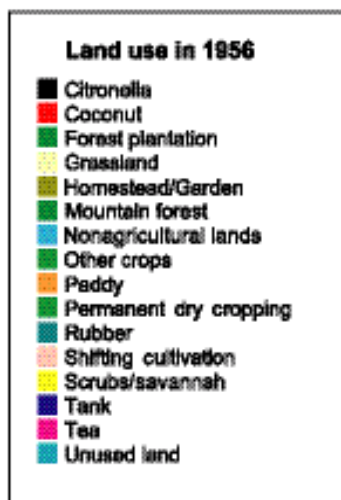 Land use in 1956
Citronella
Coconut
Forest plantation
Grassland
Homestead/Garden
Mountain forest
Nonagricultural lands
Other crops
Paddy
Permanent dry cropping
Rubber
Shifting cultivation
Scrubs/savannah
Tank
Tea
Unused land